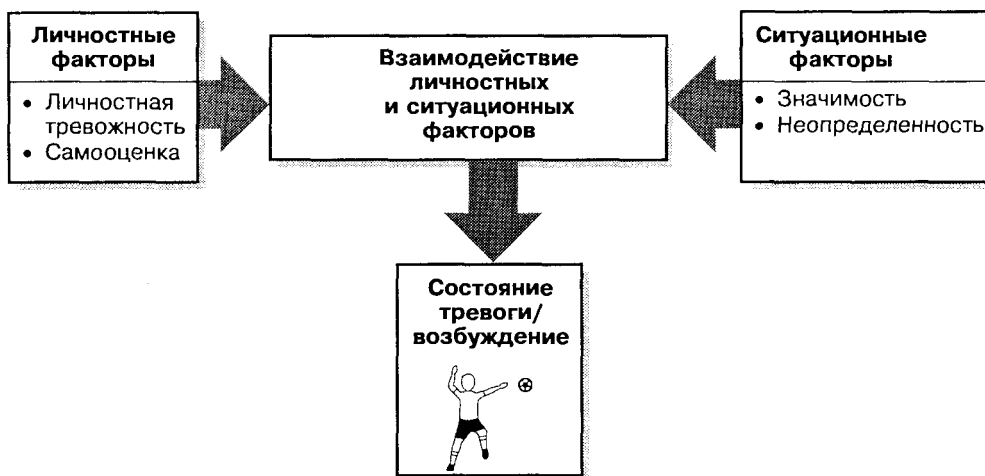 Личностные
факторы
• Личностная
тревожность
• Самооценка
Взаимодействие
личностных
и ситуационных
факторов
Ситуационные
факторы
• Значимость
• Неопределенность
Состояние
тревоги/
возбуждение